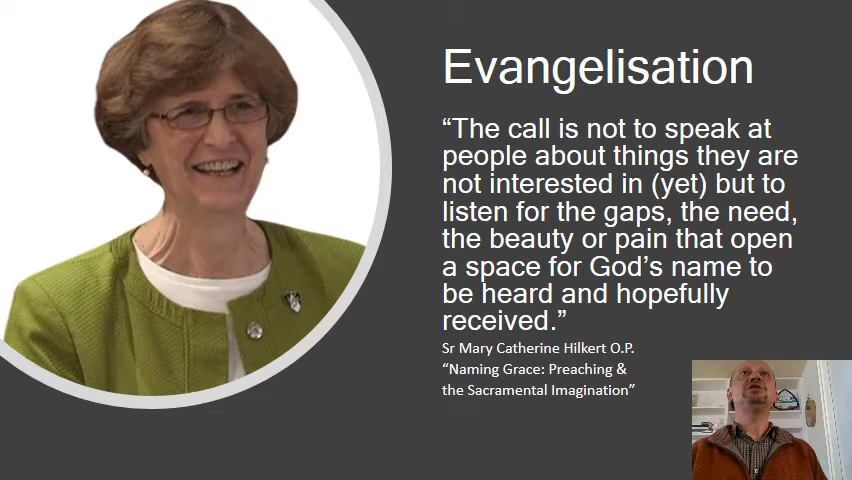 Evangelisation
“The call is not to speak at
people about things they are
not interested in (yet) but to
listen for the gaps, the need,
the beauty or pain that open
a space for God’s name to
be heard and hopefully
received.”
Sr Mary Catherine Hilkert O.P.
“Naming Grace: Preaching &
the Sacramental Imagination”